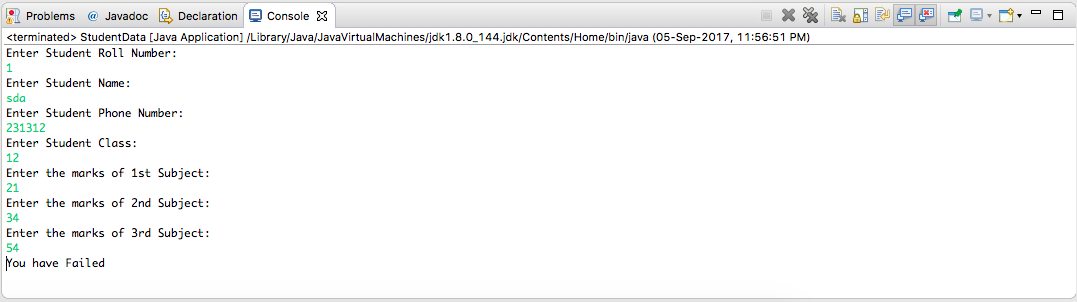 Problems @ Javadoc Declaration Console
<terminated> StudentData [Java Application] /Library/Java/JavaVirtualMachines/jdk1.8.0_144.jdk/Contents/Home/bin/java (05-Sep-2017, 11:56:51 PM)
Enter Student Roll Number:
1
Enter Student Name:
sda
Enter Student Phone Number:
231312
Enter Student Class:
12
Enter the marks of 1st Subject:
21
Enter the marks of 2nd Subject:
34
Enter the marks of 3rd Subject:
54
You have Failed